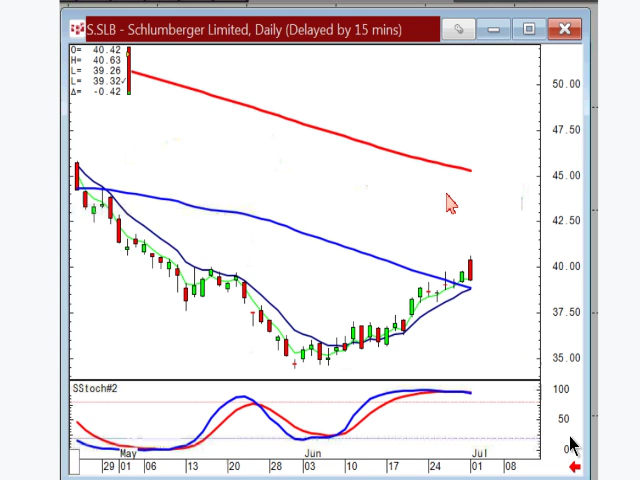 S.SLB - Schlumberger Limited, Daily (Delayed by 15 mins)
O= 40.42
H= 40.63
L= 39.26
L= 39.32
Δ= -0.42
50.00
47.50
45.00
42.50
40.00
37.50
35.00
SStoch#2
100
50
0
May Jun Jul
29 01 06 13 20 28 03 10 17 24 01 08